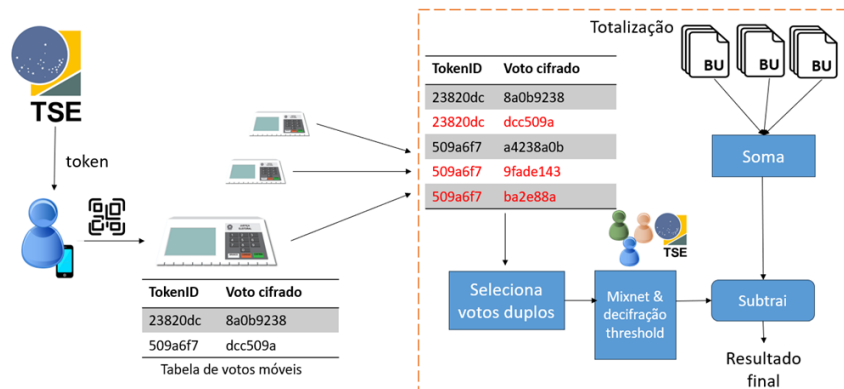 TSE
token
TokenID Voto cifrado
23820dc 8a0b9238
509a6f7 dcc509a
Tabela de votos móveis
Totalização
BU BU BU
TokenID Voto cifrado
23820dc 8a0b9238
23820dc dcc509a
509a6f7 a4238a0b
509a6f7 9fade143
509a6f7 ba2e88a
Soma
TSE
Seleciona
votos duplos
Mixnet &
decifração
threshold
Subtrai
Resultado
final